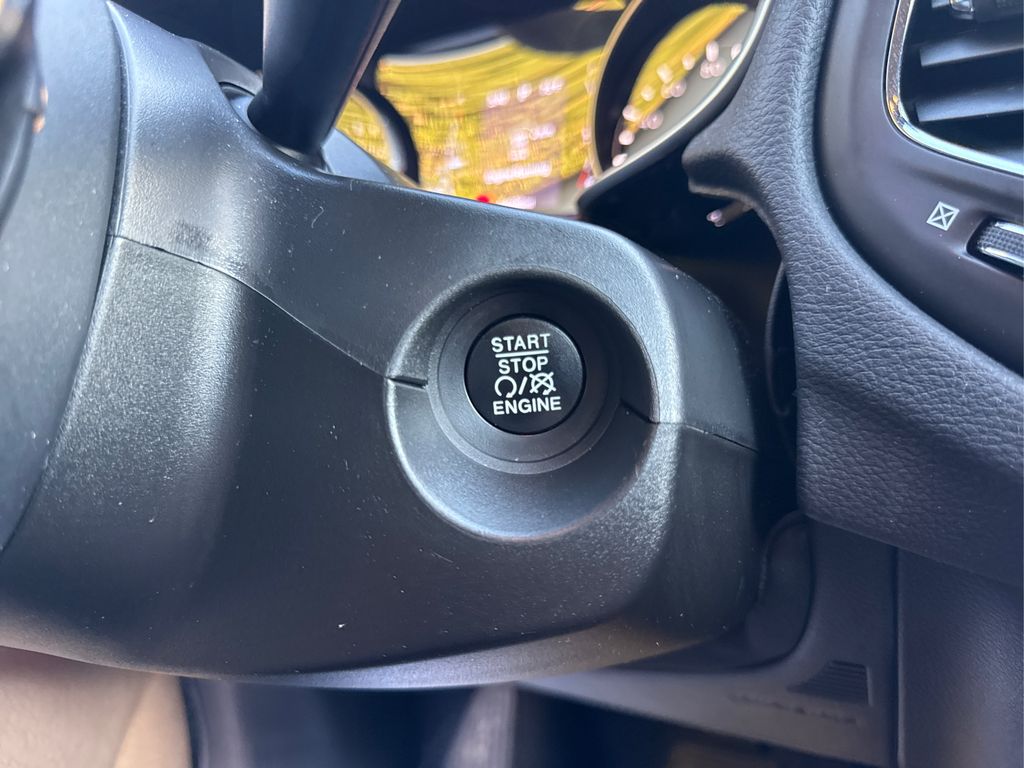 START
STOP
/
ENGINE